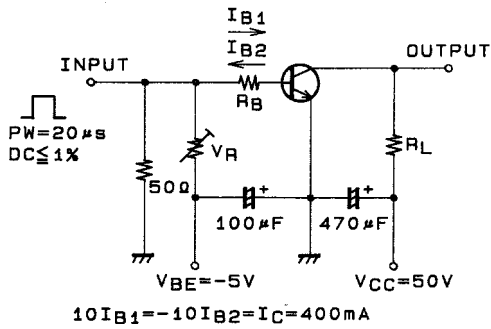 IB1
IB2
INPUT
OUTPUT
RB
PW=20μs
DC≦1%
50Ω
VR
RL
100μF
+
470μF
+
VBE=-5V
VCC=50V
10IB1=-10IB2=IC=400mA